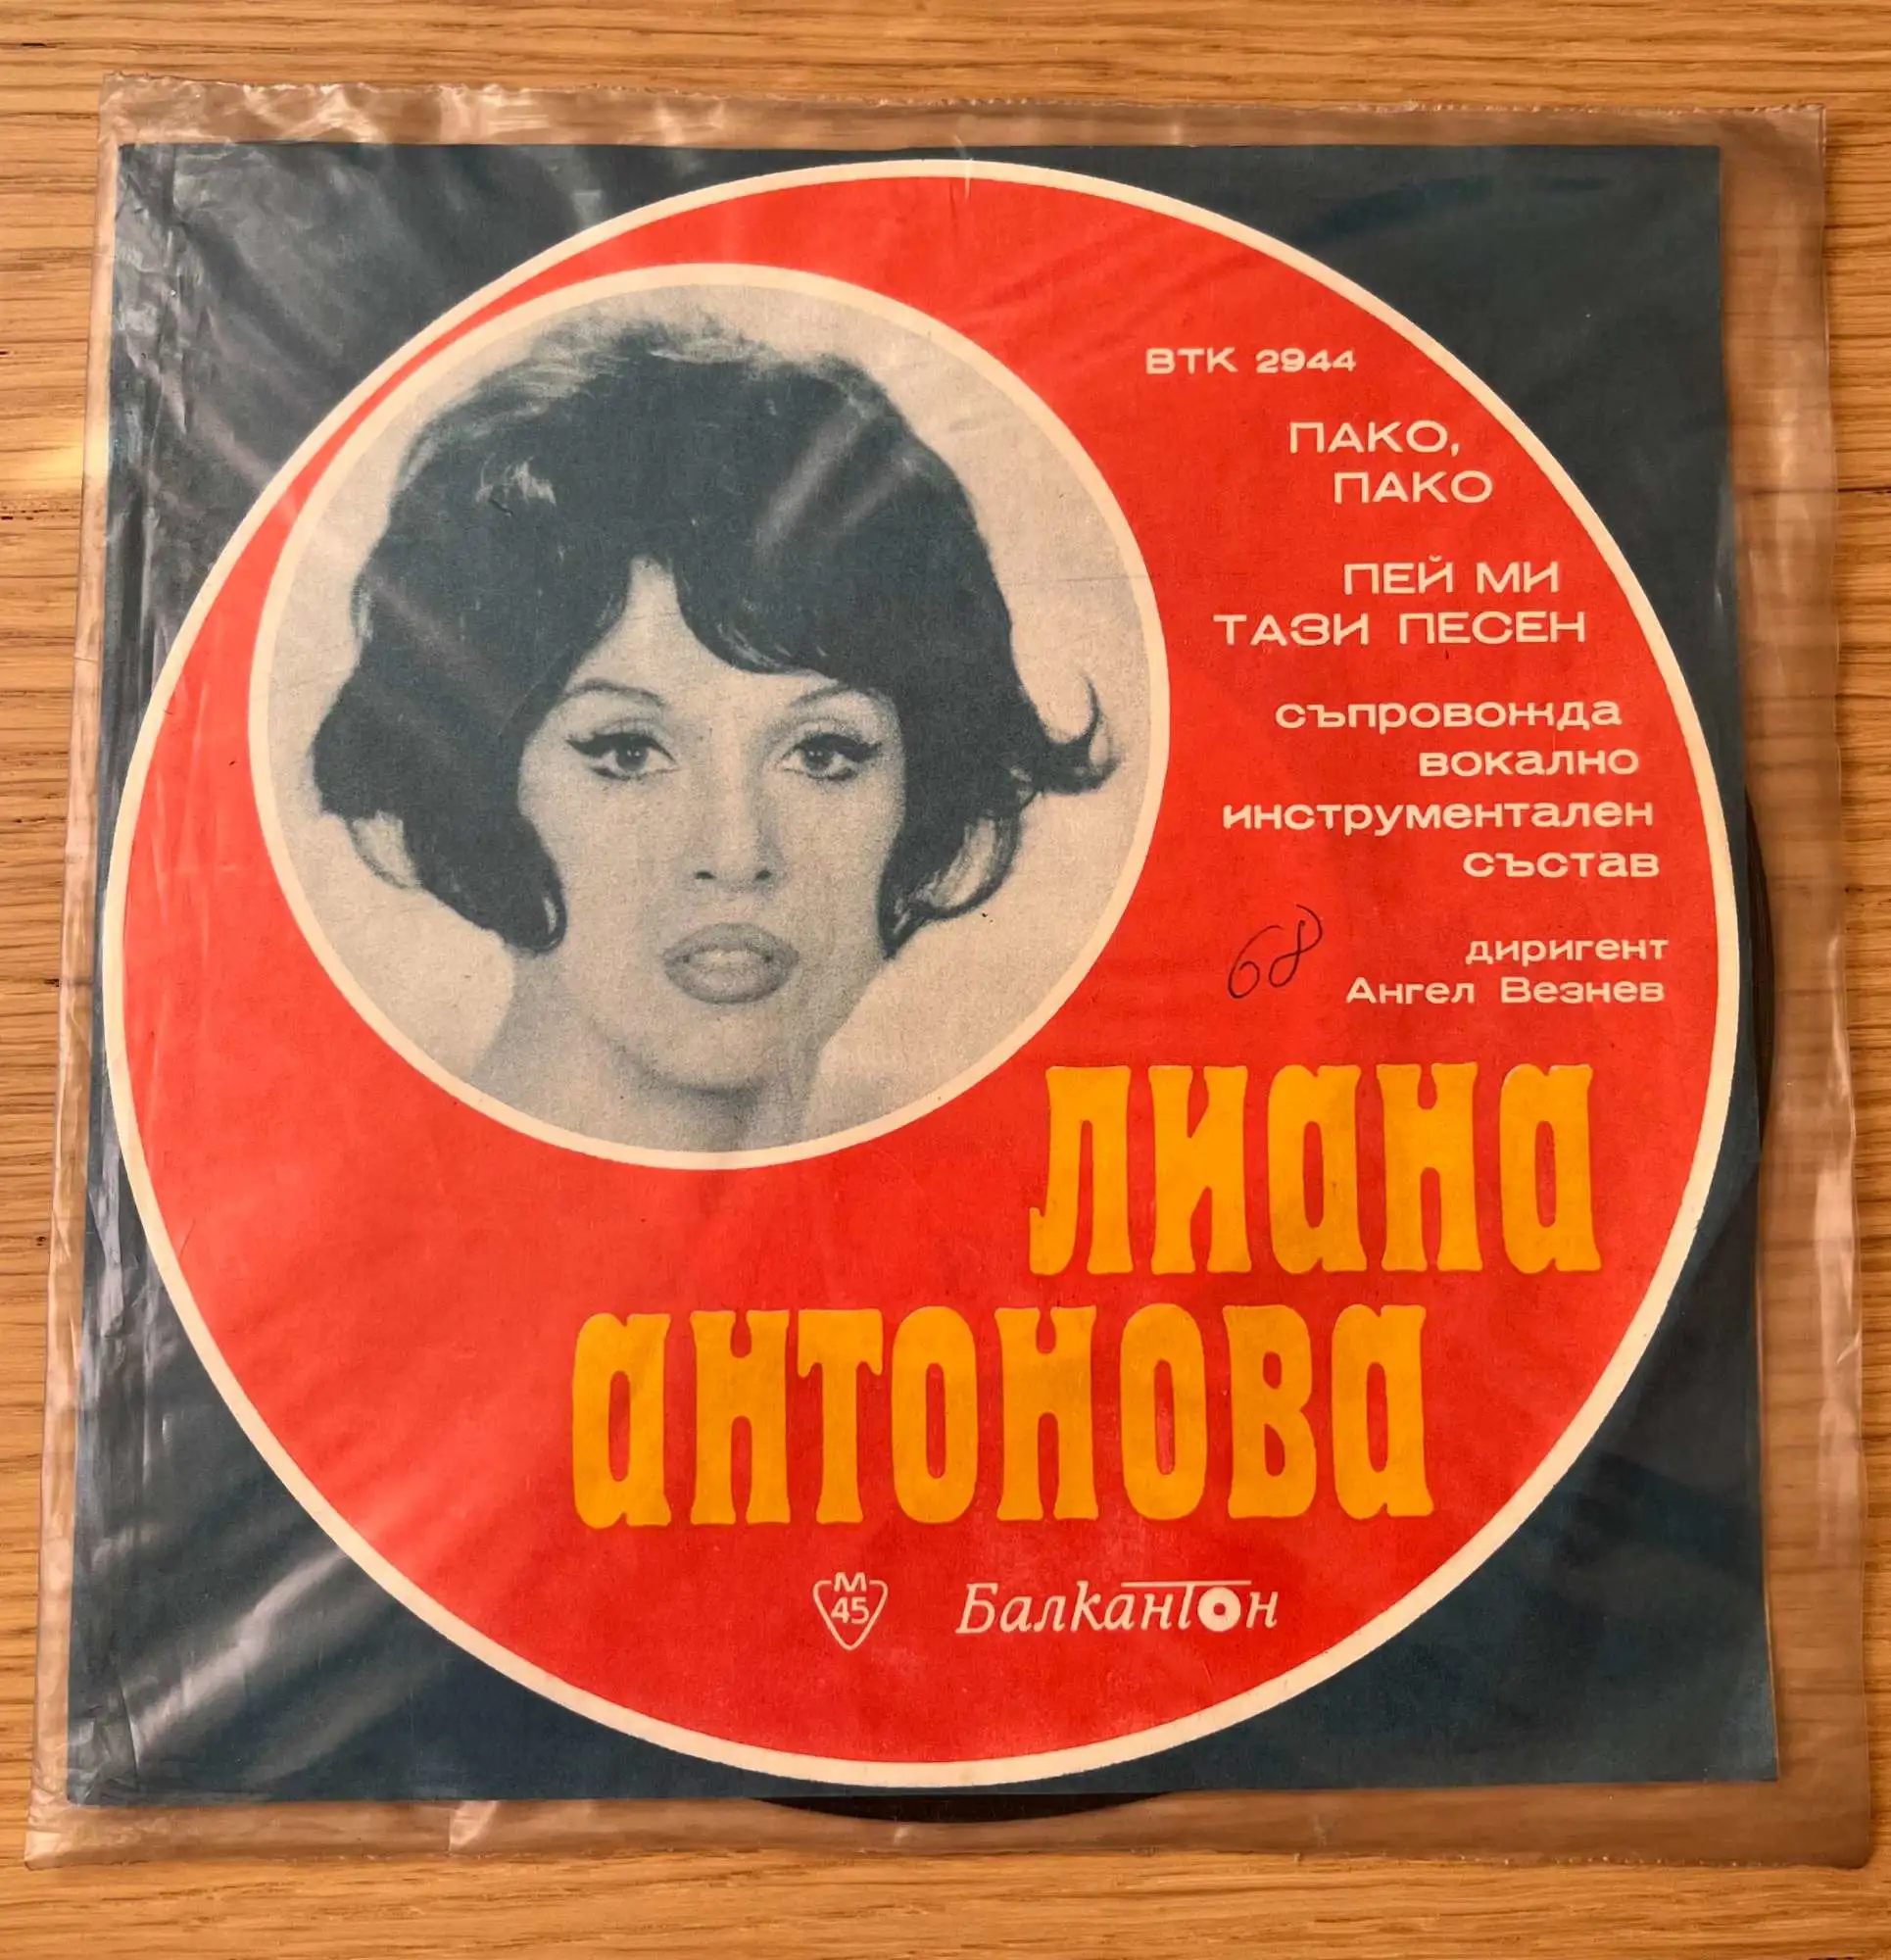 ВТК 2944
ПАКО,
ПАКО
ПЕЙ МИ
ТАЗИ ПЕСЕН
съпровожда
вокално
инструментален
състав
68
диригент
Ангел Везнев
ЛИАНА
АНТОНОВА
М
45
Балкантон